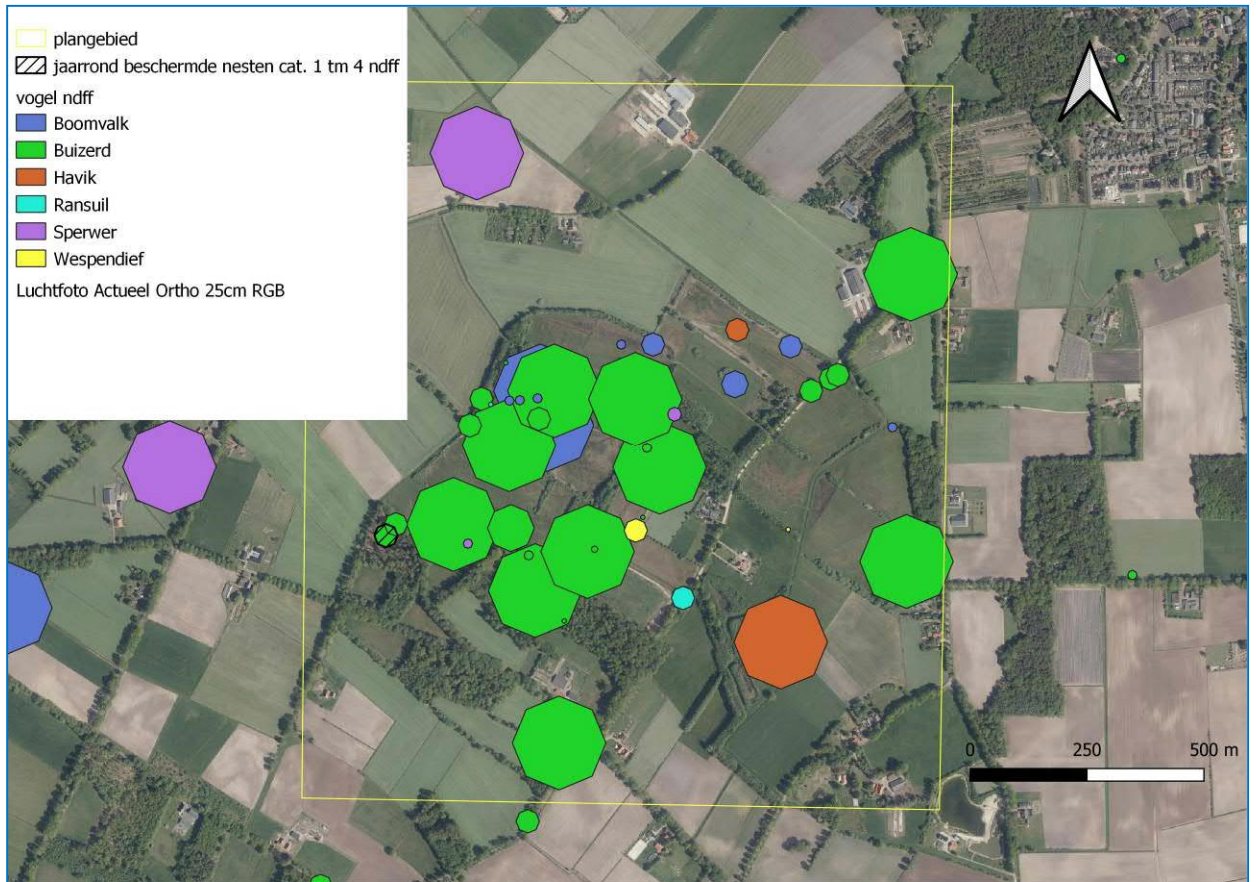 plangebied
jaarrond beschermde nesten cat. 1 tm 4 ndff
vogel ndff
Boomvalk
Buizerd
Havik
Ransuil
Sperwer
Wespendief
Luchtfoto Actueel Ortho 25cm RGB
0 250 500 m